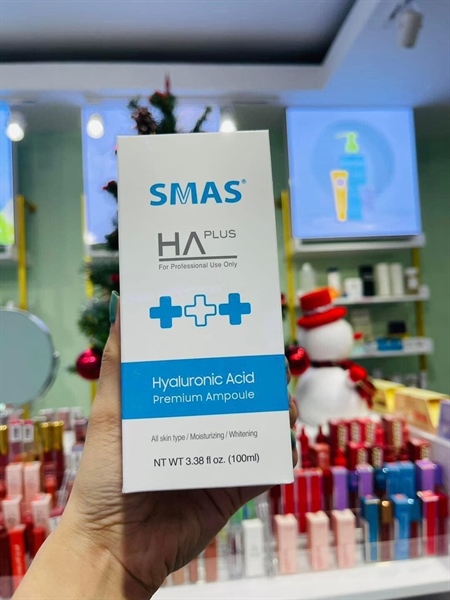 SMAS®
HA PLUS
For Professional Use Only
Hyaluronic Acid
Premium Ampoule
All skin type / Moisturizing / Whitening
NT WT 3.38 fl oz. (100ml)